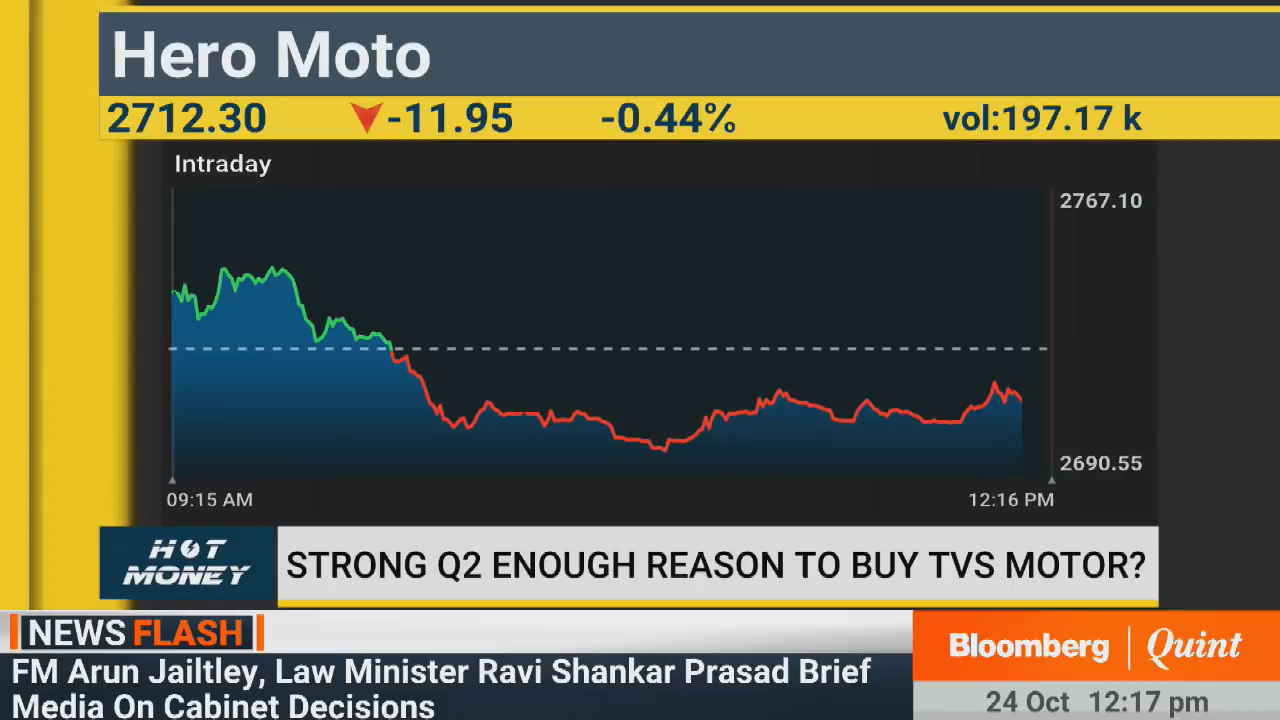 Hero Moto
2712.30 -11.95 -0.44% vol:197.17 k
Intraday
2767.10
2690.55
09:15 AM 12:16 PM
HOT
MONEY
STRONG Q2 ENOUGH REASON TO BUY TVS MOTOR?
NEWS FLASH
FM Arun Jailtley, Law Minister Ravi Shankar Prasad Brief
Media On Cabinet Decisions
Bloomberg | Quint
24 Oct 12:17 pm